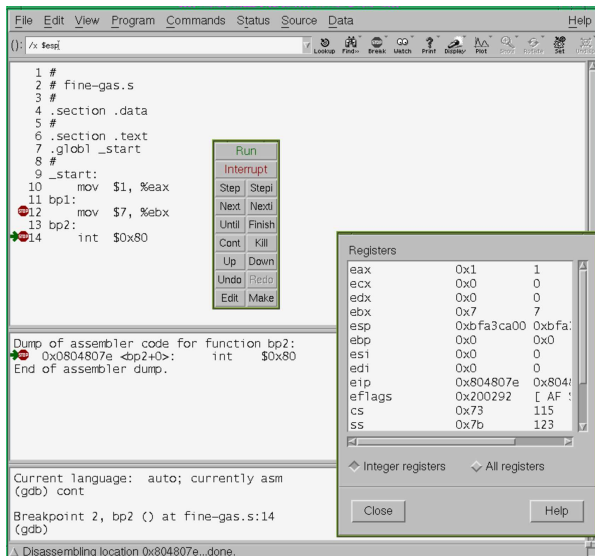 File Edit View Program Commands Status Source Data Help
(): /x $esp
Lookup Find» Break Watch Print Display Plot Rotate Set Undisp
1 #
2 # fine-gas.s
3 #
4 .section .data
5 #
6 .section .text
7 .globl _start
8 #
9 _start:
10 mov $1, %eax
11 bp1:
STOP 12 mov $7, %ebx
13 bp2:
STOP 14 int $0x80
Run
Interrupt
Step Stepi
Next Nexti
Until Finish
Cont Kill
Up Down
Undo Redo
Edit Make
Dump of assembler code for function bp2:
STOP 0x0804807e <bp2+0>: int $0x80
End of assembler dump.
Registers
eax 0x1 1
ecx 0x0 0
edx 0x0 0
ebx 0x7 7
esp 0xbfa3ca00 0xbfa
ebp 0x0 0x0
esi 0x0 0
edi 0x0 0
eip 0x804807e 0x804
eflags 0x200292 [ AF
cs 0x73 115
ss 0x7b 123
Integer registers All registers
Close Help
Current language: auto; currently asm
(gdb) cont
Breakpoint 2, bp2 () at fine-gas.s:14
(gdb)
Disassembling location 0x804807e...done.